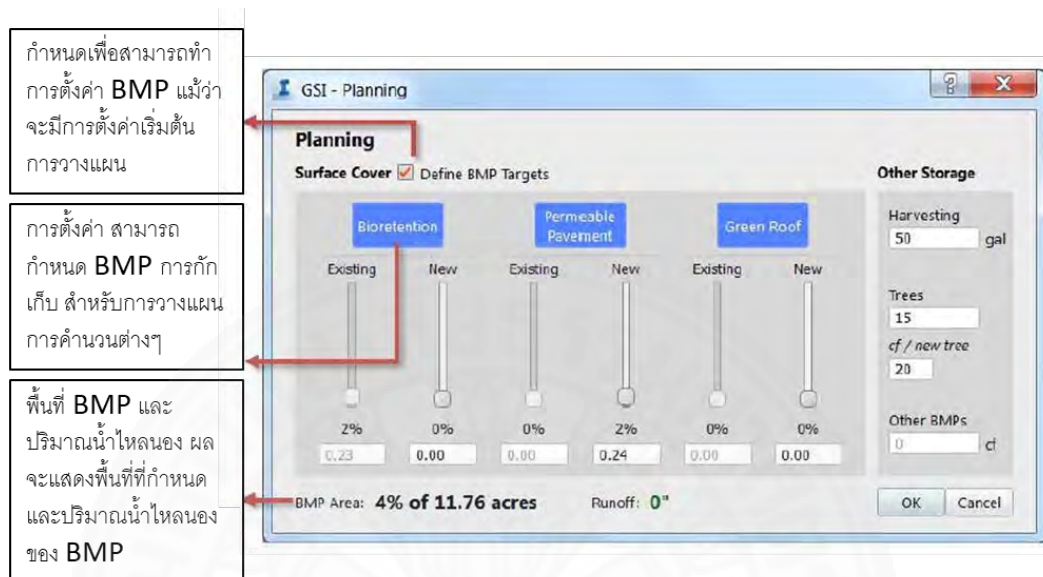 กำหนดเพื่อสามารถทำ
การตั้งค่า BMP แม้ว่า
จะมีการตั้งค่าเริ่มต้น
การวางแผน
การตั้งค่า สามารถ
กำหนด BMP การกัก
เก็บ สำหรับการวางแผน
การคำนวนต่างๆ
พื้นที่ BMP และ
ปริมาณน้ำไหลนอง ผล
จะแสดงพื้นที่ที่กำหนด
และปริมาณน้ำไหลนอง
ของ BMP
GSI - Planning
Planning
Surface Cover Define BMP Targets
Other Storage
Bioretention
Permeable
Pavement
Green Roof
Existing New Existing New Existing New
2% 0% 0% 2% 0% 0%
0.23 0.00 0.00 0.24 0.00 0.00
Harvesting
50 gal
Trees
15
cf / new tree
20
Other BMPs
0 cf
BMP Area: 4% of 11.76 acres Runoff: 0"
OK Cancel